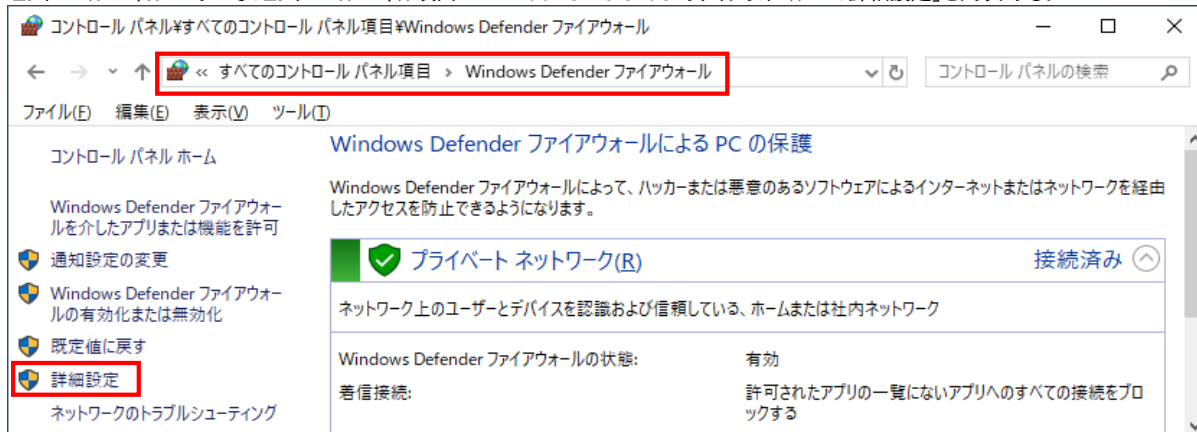 コントロール パネル¥すべてのコントロール パネル項目¥Windows Defender ファイアウォール
« すべてのコントロール パネル項目 › Windows Defender ファイアウォール
コントロール パネルの検索
ファイル(F) 編集(E) 表示(V) ツール(T)
コントロール パネル ホーム
Windows Defender ファイアウォー
ルを介したアプリまたは機能を許可
通知設定の変更
Windows Defender ファイアウォー
ルの有効化または無効化
既定値に戻す
詳細設定
ネットワークのトラブルシューティング
Windows Defender ファイアウォールによる PC の保護
Windows Defender ファイアウォールによって、ハッカーまたは悪意のあるソフトウェアによるインターネットまたはネットワークを経由
したアクセスを防止できるようになります。
プライベート ネットワーク(R) 接続済み
ネットワーク上のユーザーとデバイスを認識および信頼している、ホームまたは社内ネットワーク
Windows Defender ファイアウォールの状態: 有効
着信接続: 許可されたアプリの一覧にないアプリへのすべての接続をブロ
ックする